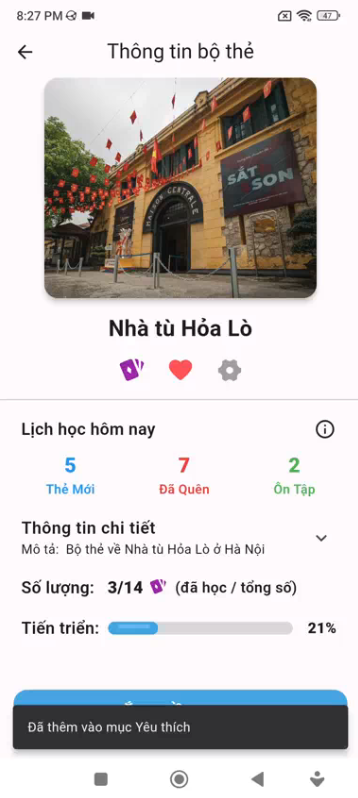 8:27 PM
47
Thông tin bộ thẻ
MAISON CENTRALE
SẮT
SON
Nhà tù Hỏa Lò
Lịch học hôm nay
5
7
2
Thẻ Mới
Đã Quên
Ôn Tập
Thông tin chi tiết
Mô tả: Bộ thẻ về Nhà tù Hỏa Lò ở Hà Nội
Số lượng: 3/14 (đã học / tổng số)
Tiến triển: 21%
Đã thêm vào mục Yêu thích